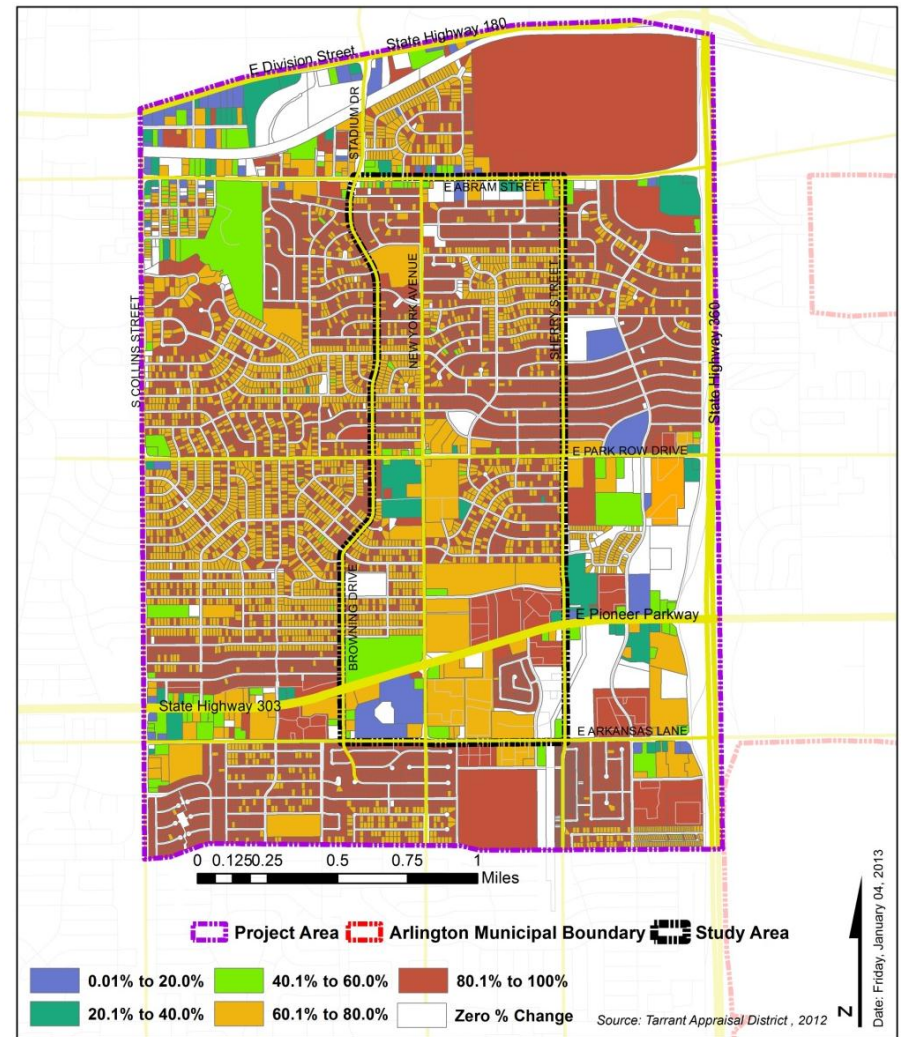 State Highway 180
E Division Street
STADIUM DR
E ABRAM STREET
S COLLINS STREET
NEW YORK AVENUE
SHERRY STREET
State Highway 360
E PARK ROW DRIVE
BROWNING DRIVE
E Pioneer Parkway
State Highway 303
E ARKANSAS LANE
0 0.1250.25 0.5 0.75 1
Miles
Project Area Arlington Municipal Boundary Study Area
0.01% to 20.0% 40.1% to 60.0% 80.1% to 100%
20.1% to 40.0% 60.1% to 80.0% Zero % Change
Source: Tarrant Appraisal District , 2012
N
Date: Friday, January 04, 2013